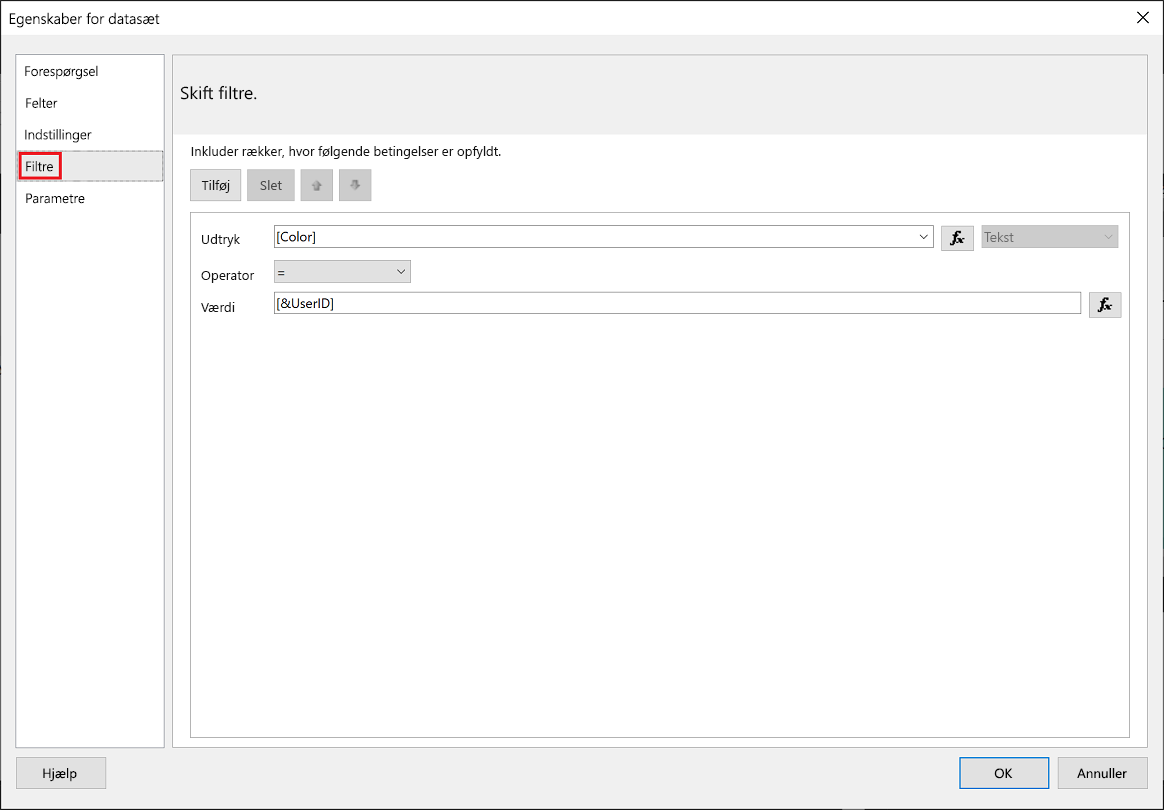 Egenskaber for datasæt
Forespørgsel
Felter
Indstillinger
Filtre
Parametre
Skift filtre.
Inkluder rækker, hvor følgende betingelser er opfyldt.
Tilføj Slet
Udtryk [Color] fx Tekst
Operator =
Værdi [&UserID] fx
Hjælp OK Annuller